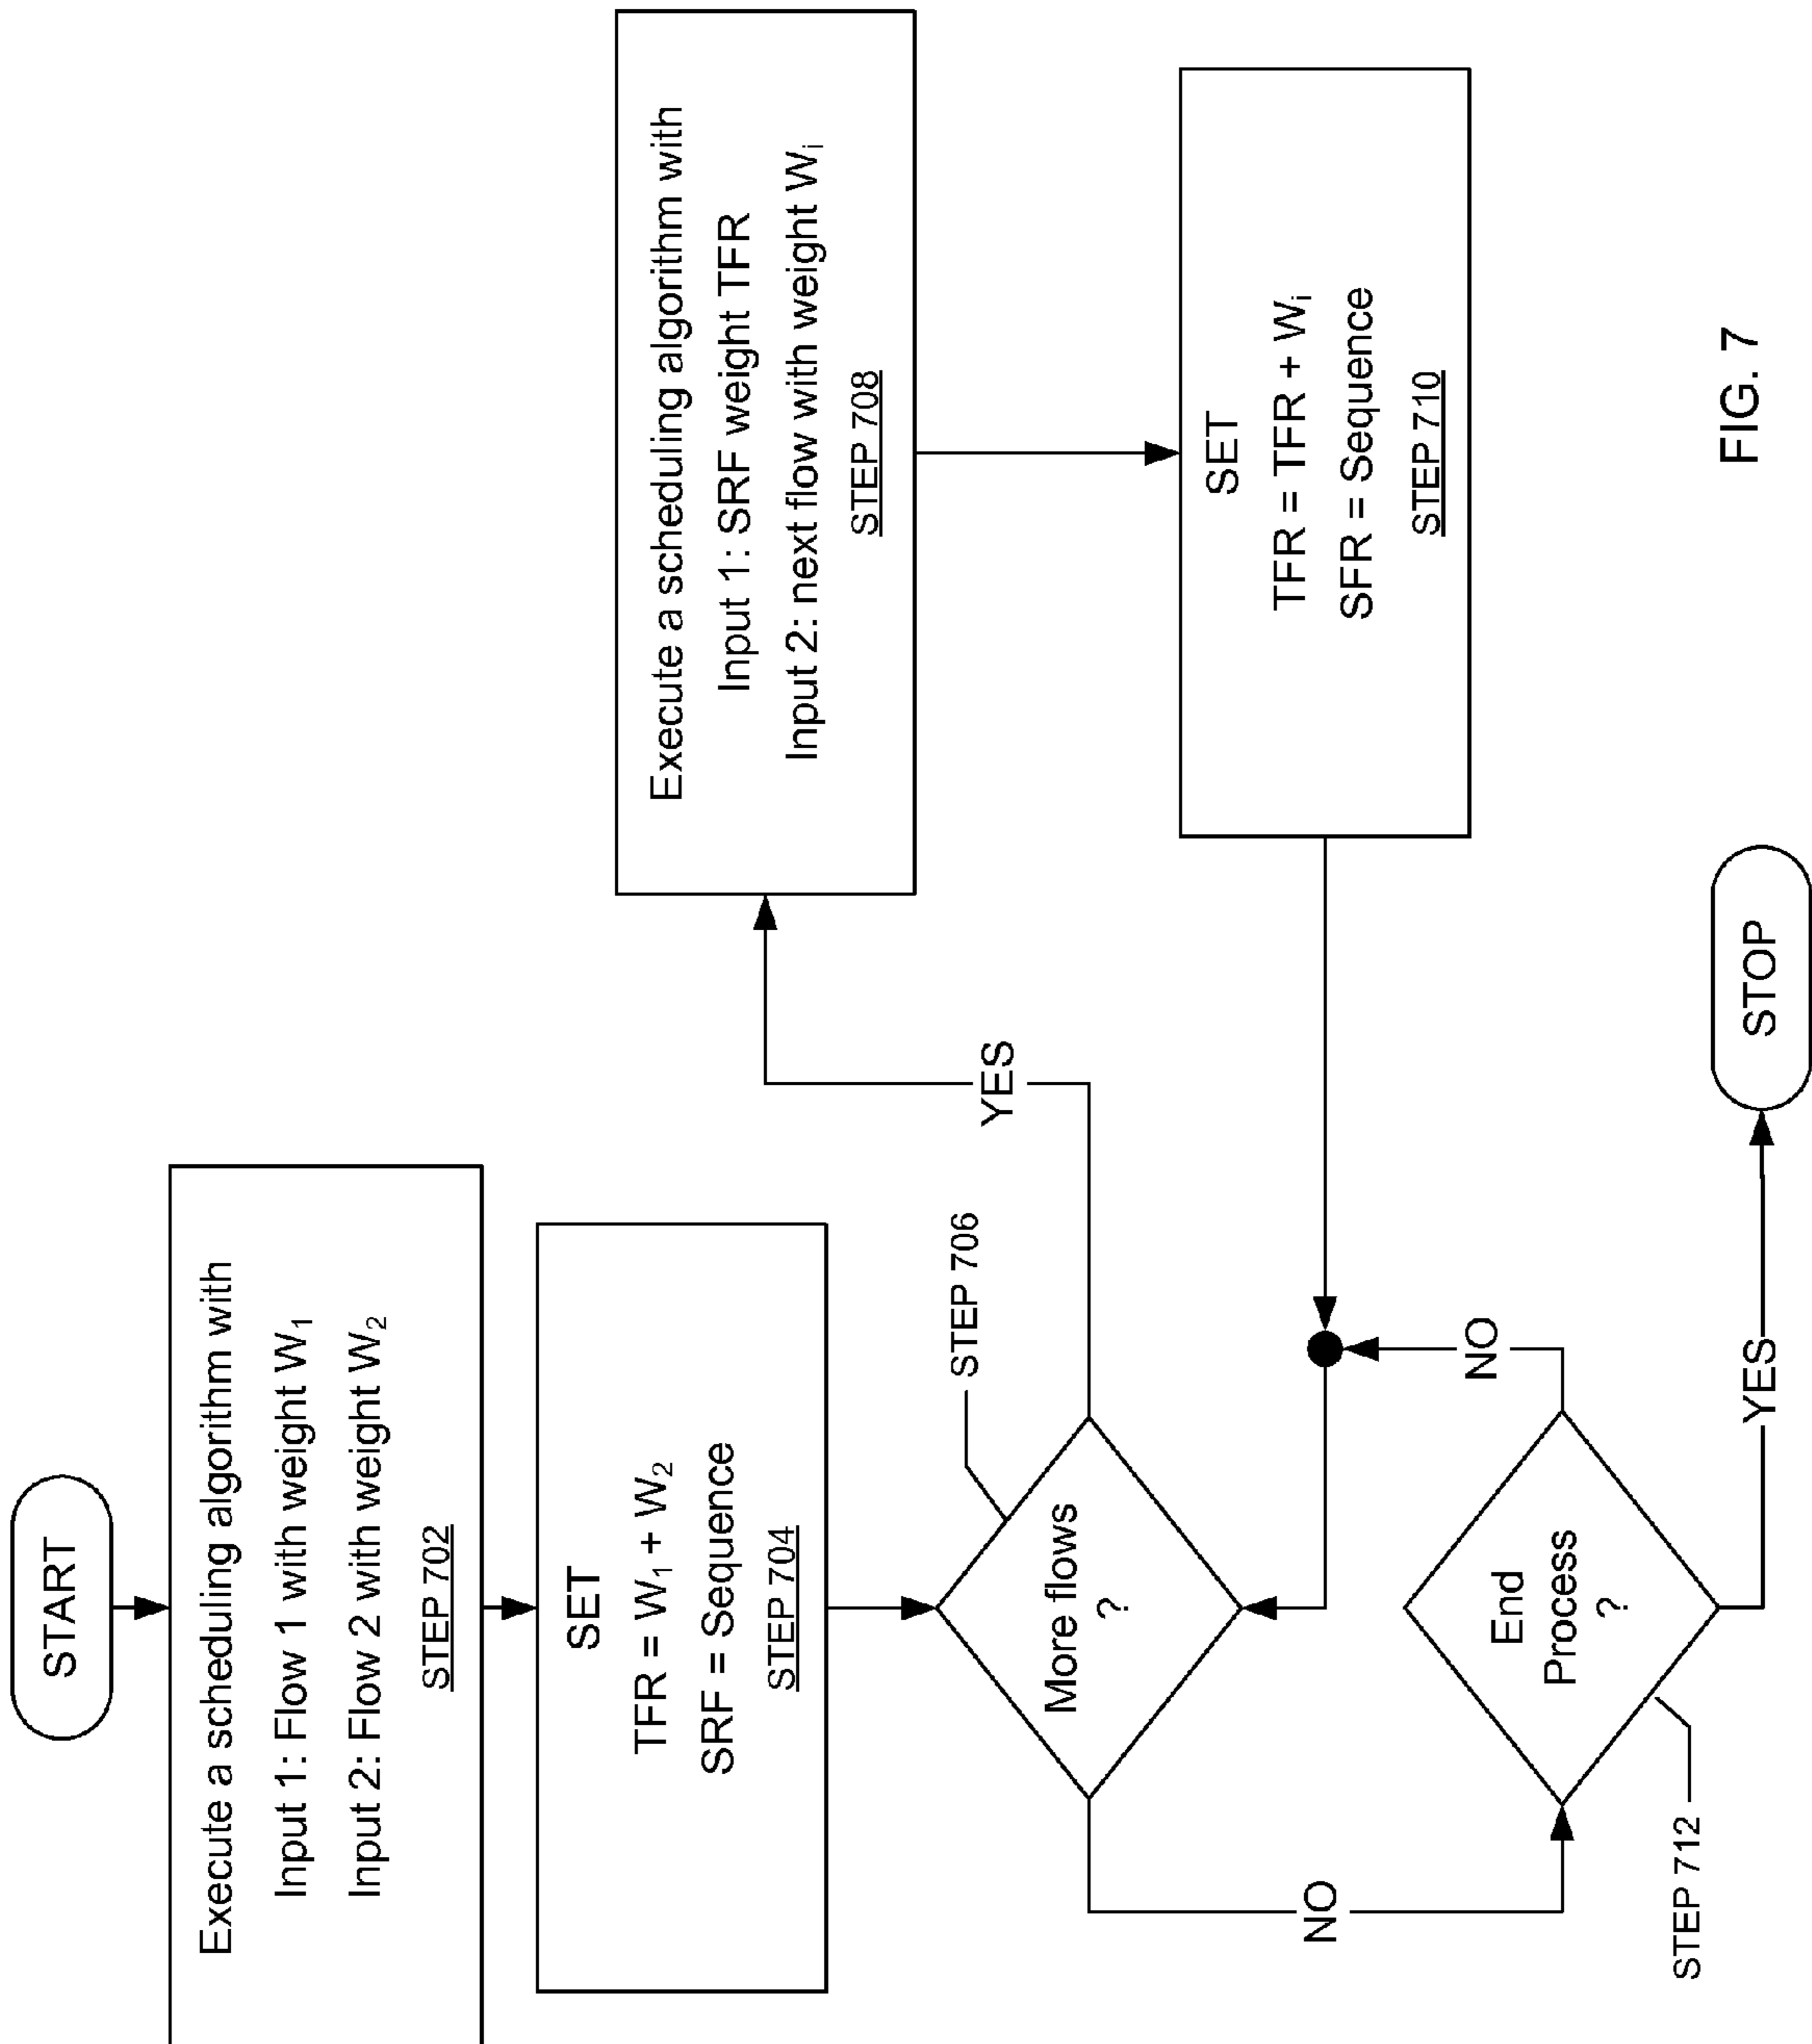 START
Execute a scheduling algorithm with
Input 1: Flow 1 with weight W₁
Input 2: Flow 2 with weight W₂
STEP 702
SET
TFR = W₁ + W₂
SRF = Sequence
STEP 704
STEP 706
More flows
?
YES
Execute a scheduling algorithm with
Input 1: SRF weight TFR
Input 2: next flow with weight Wᵢ
STEP 708
SET
TFR = TFR + Wᵢ
SFR = Sequence
STEP 710
NO
End
Process
?
NO
STEP 712
YES
STOP
FIG. 7